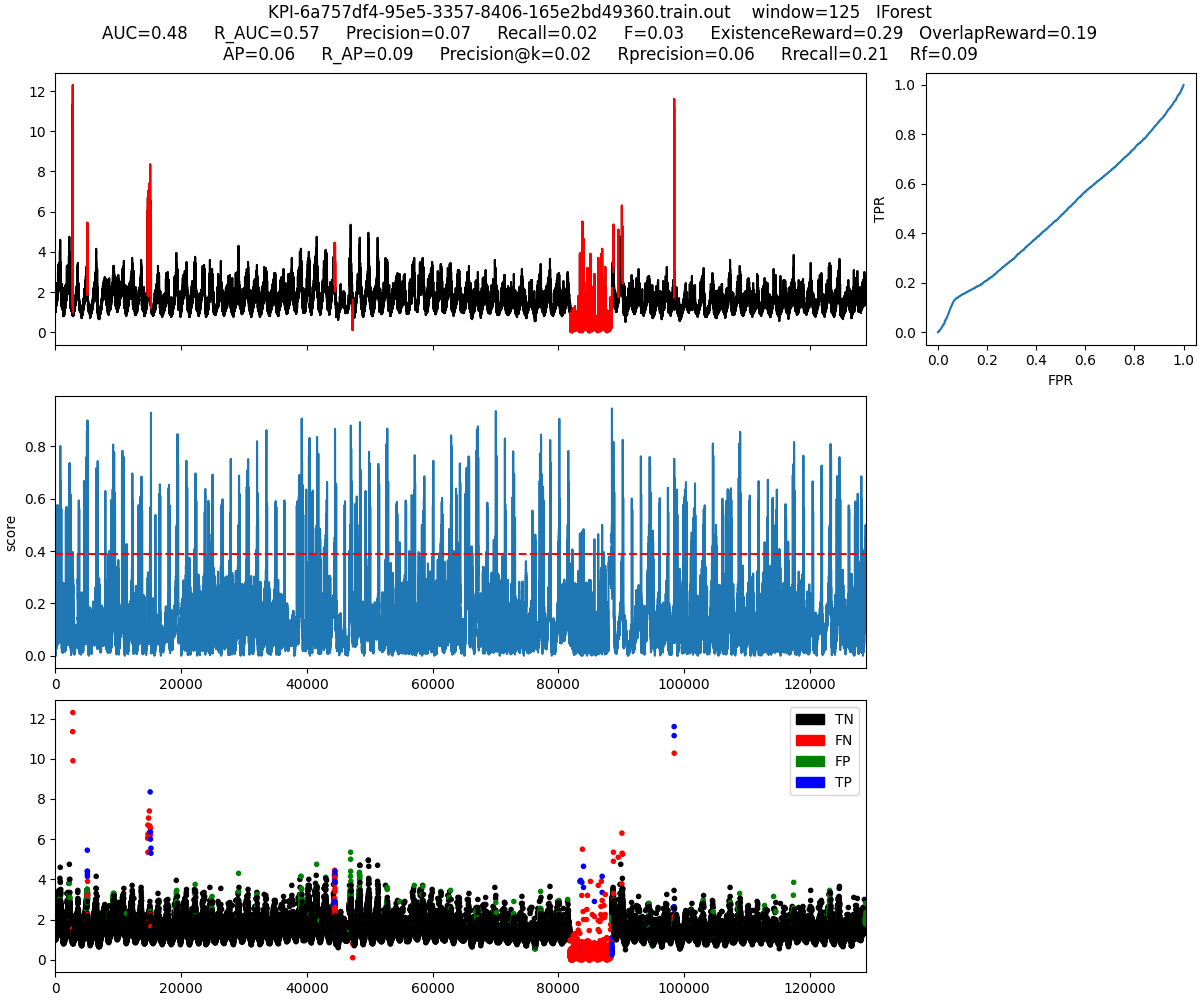 KPI-6a757df4-95e5-3357-8406-165e2bd49360.train.out    window=125   IForest
AUC=0.48     R_AUC=0.57     Precision=0.07     Recall=0.02     F=0.03     ExistenceReward=0.29   OverlapReward=0.19
AP=0.06     R_AP=0.09     Precision@k=0.02     Rprecision=0.06     Rrecall=0.21     Rf=0.09
12
10
8
6
4
2
0
1.0
0.8
0.6
0.4
0.2
0.0
TPR
0.0 0.2 0.4 0.6 0.8 1.0
FPR
0.8
0.6
0.4
0.2
0.0
score
0 20000 40000 60000 80000 100000 120000
12
10
8
6
4
2
0
TN
FN
FP
TP
0 20000 40000 60000 80000 100000 120000